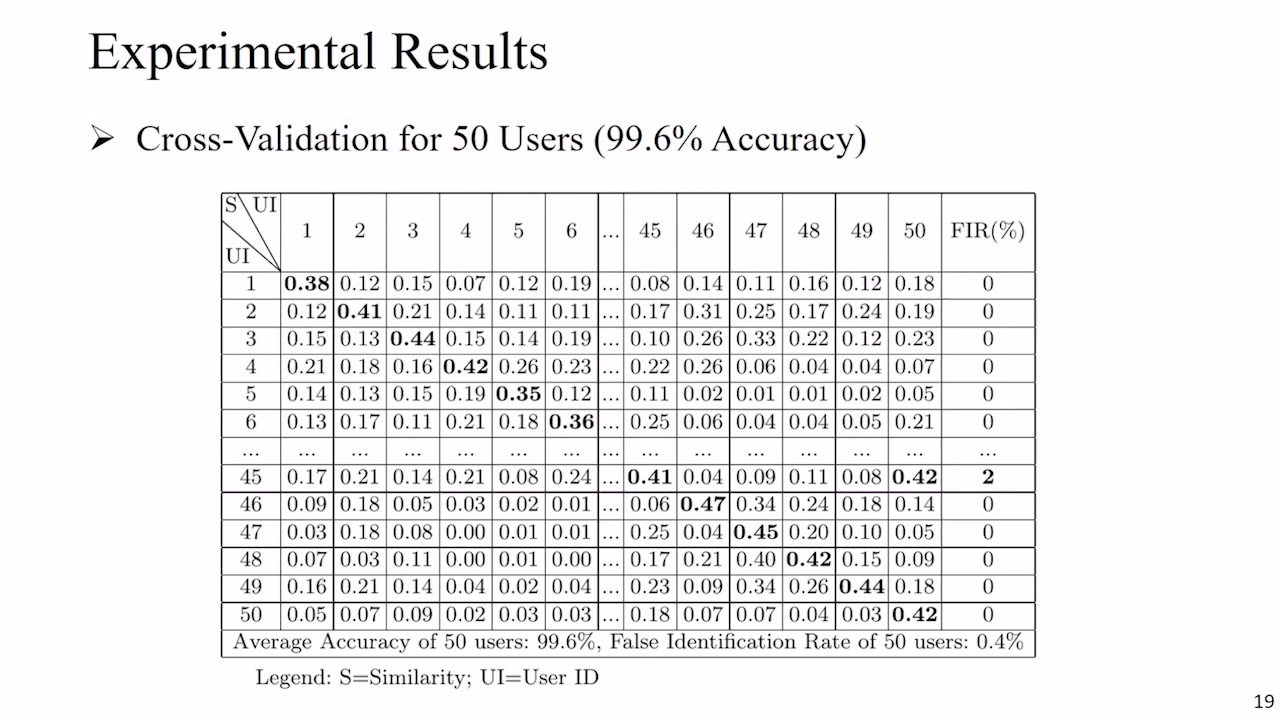 Experimental Results
➢ Cross-Validation for 50 Users (99.6% Accuracy)
S UI UI 1 2 3 4 5 6 ... 45 46 47 48 49 50 FIR(%)
1 0.38 0.12 0.15 0.07 0.12 0.19 ... 0.08 0.14 0.11 0.16 0.12 0.18 0
2 0.12 0.41 0.21 0.14 0.11 0.11 ... 0.17 0.31 0.25 0.17 0.24 0.19 0
3 0.15 0.13 0.44 0.15 0.14 0.19 ... 0.10 0.26 0.33 0.22 0.12 0.23 0
4 0.21 0.18 0.16 0.42 0.26 0.23 ... 0.22 0.26 0.06 0.04 0.04 0.07 0
5 0.14 0.13 0.15 0.19 0.35 0.12 ... 0.11 0.02 0.01 0.01 0.02 0.05 0
6 0.13 0.17 0.11 0.21 0.18 0.36 ... 0.25 0.06 0.04 0.04 0.05 0.21 0
... ... ... ... ... ... ... ... ... ... ... ... ... ... ...
45 0.17 0.21 0.14 0.21 0.08 0.24 ... 0.41 0.04 0.09 0.11 0.08 0.42 2
46 0.09 0.18 0.05 0.03 0.02 0.01 ... 0.06 0.47 0.34 0.24 0.18 0.14 0
47 0.03 0.18 0.08 0.00 0.01 0.01 ... 0.25 0.04 0.45 0.20 0.10 0.05 0
48 0.07 0.03 0.11 0.00 0.01 0.00 ... 0.17 0.21 0.40 0.42 0.15 0.09 0
49 0.16 0.21 0.14 0.04 0.02 0.04 ... 0.23 0.09 0.34 0.26 0.44 0.18 0
50 0.05 0.07 0.09 0.02 0.03 0.03 ... 0.18 0.07 0.07 0.04 0.03 0.42 0
Average Accuracy of 50 users: 99.6%, False Identification Rate of 50 users: 0.4%
Legend: S=Similarity; UI=User ID
19